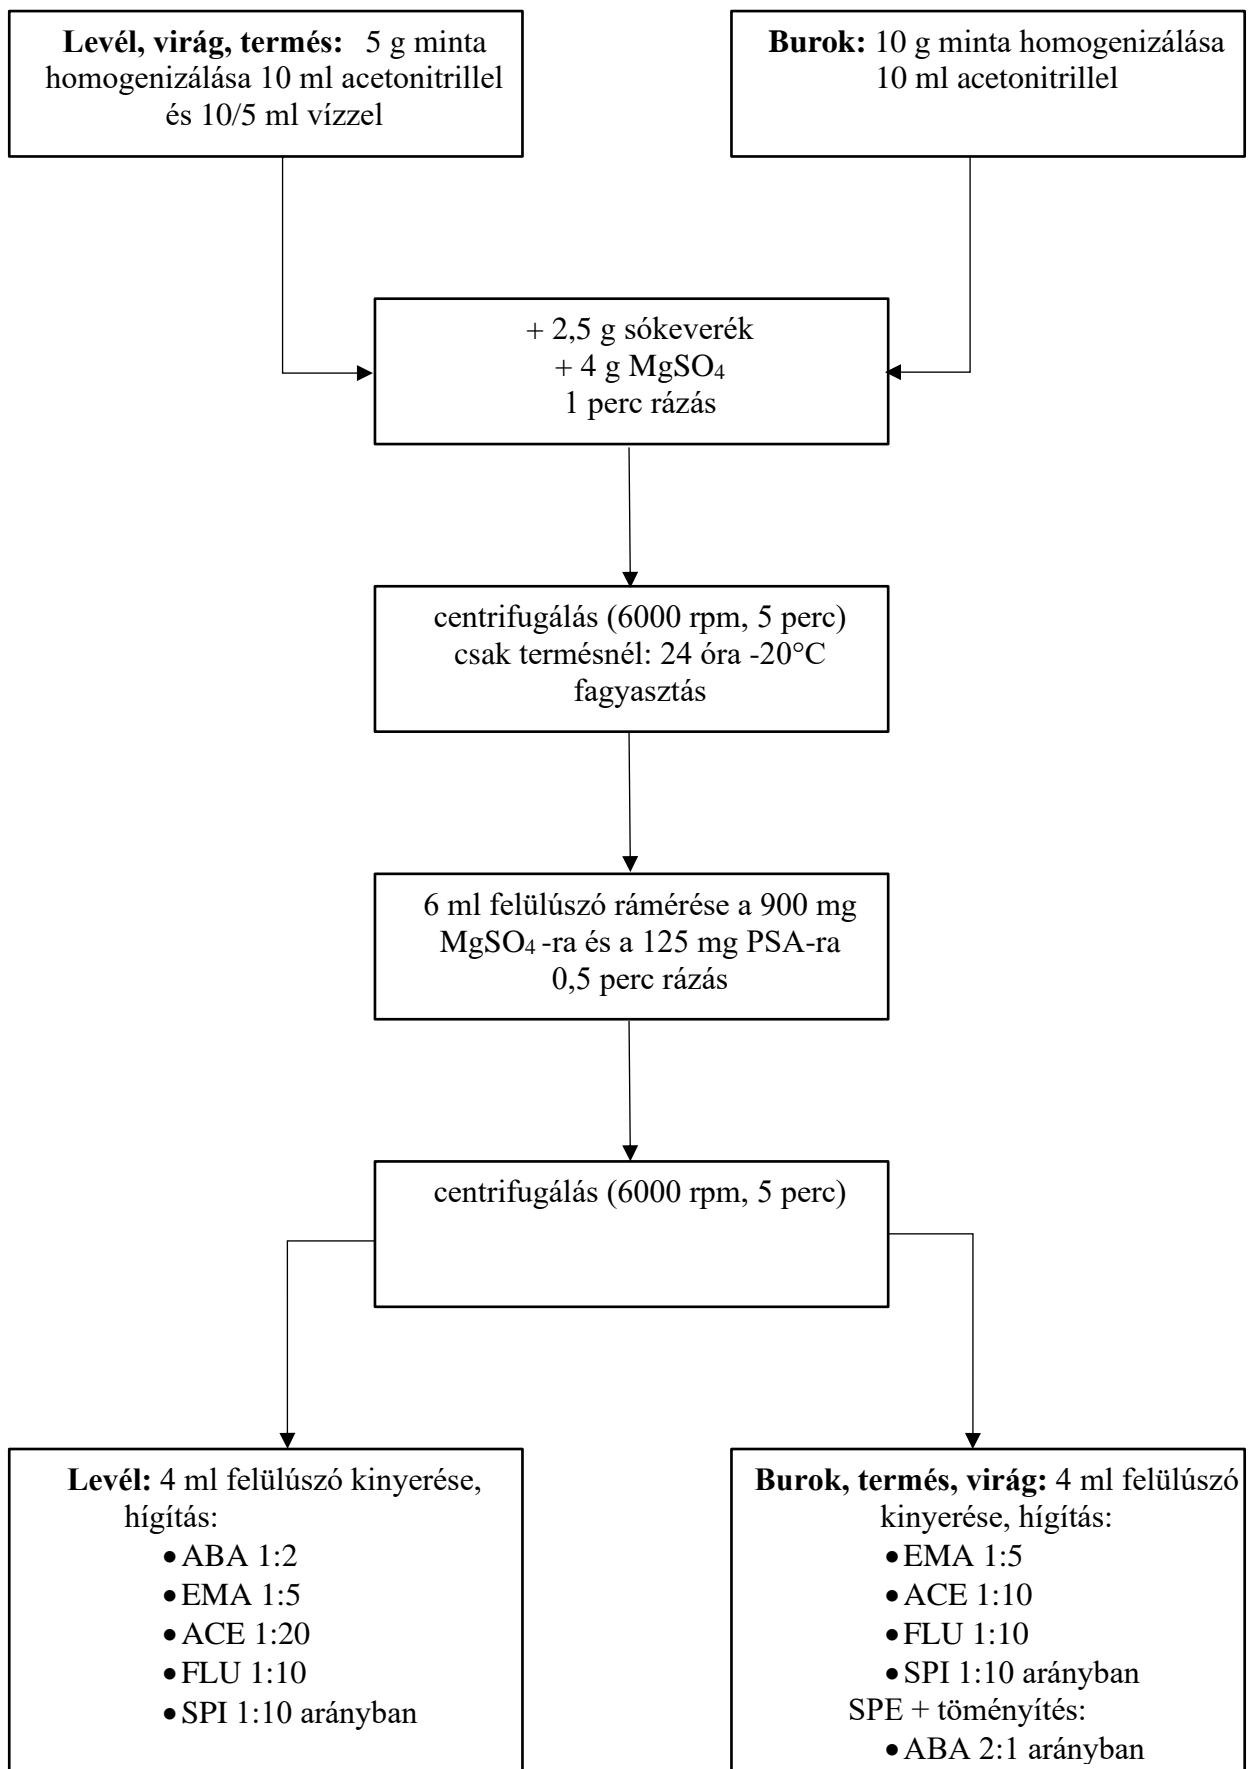 Levél, virág, termés: 5 g minta
homogenizálása 10 ml acetonitrillel
és 10/5 ml vízzel
Burok: 10 g minta homogenizálása
10 ml acetonitrillel
+ 2,5 g sókeverék
+ 4 g MgSO₄
1 perc rázás
centrifugálás (6000 rpm, 5 perc)
csak termésnél: 24 óra -20°C
fagyasztás
6 ml felülúszó rámérése a 900 mg
MgSO₄ -ra és a 125 mg PSA-ra
0,5 perc rázás
centrifugálás (6000 rpm, 5 perc)
Levél: 4 ml felülúszó kinyerése,
hígítás:
•ABA 1:2
•EMA 1:5
•ACE 1:20
•FLU 1:10
•SPI 1:10 arányban
Burok, termés, virág: 4 ml felülúszó
kinyerése, hígítás:
•EMA 1:5
•ACE 1:10
•FLU 1:10
•SPI 1:10 arányban
SPE + töményítés:
•ABA 2:1 arányban